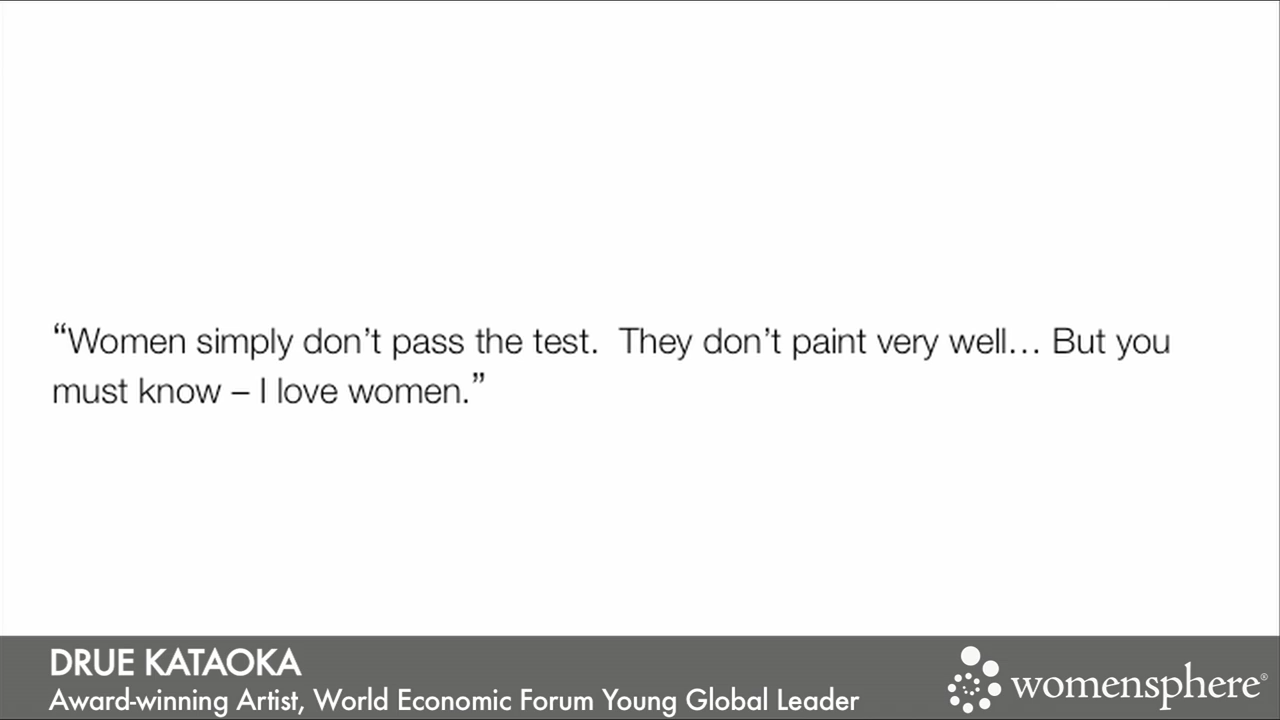 “Women simply don’t pass the test.  They don’t paint very well… But you
must know – I love women.”
DRUE KATAOKA
Award-winning Artist, World Economic Forum Young Global Leader
womensphere®